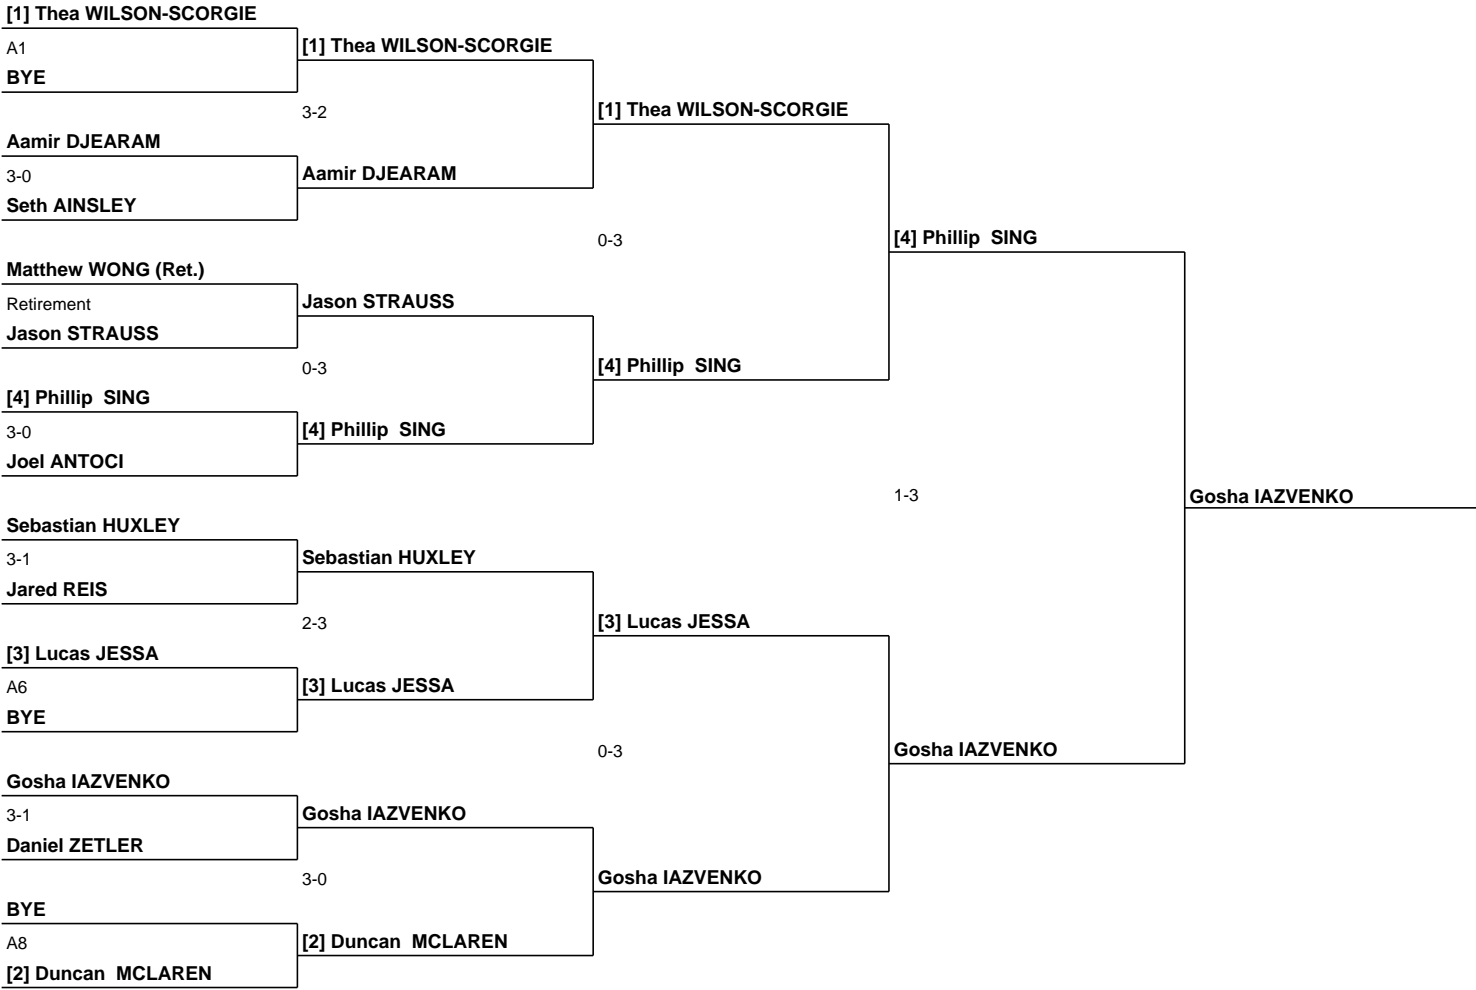 [1] Thea WILSON-SCORGIE
A1
BYE
Aamir DJEARAM
3-0
Seth AINSLEY
Matthew WONG (Ret.)
Retirement
Jason STRAUSS
[4] Phillip  SING
3-0
Joel ANTOCI
Sebastian HUXLEY
3-1
Jared REIS
[3] Lucas JESSA
A6
BYE
Gosha IAZVENKO
3-1
Daniel ZETLER
BYE
A8
[2] Duncan  MCLAREN
[1] Thea WILSON-SCORGIE
3-2
Aamir DJEARAM
Jason STRAUSS
0-3
[4] Phillip  SING
Sebastian HUXLEY
2-3
[3] Lucas JESSA
Gosha IAZVENKO
3-0
[2] Duncan  MCLAREN
[1] Thea WILSON-SCORGIE
0-3
[4] Phillip  SING
[3] Lucas JESSA
0-3
Gosha IAZVENKO
[4] Phillip  SING
1-3
Gosha IAZVENKO
Gosha IAZVENKO